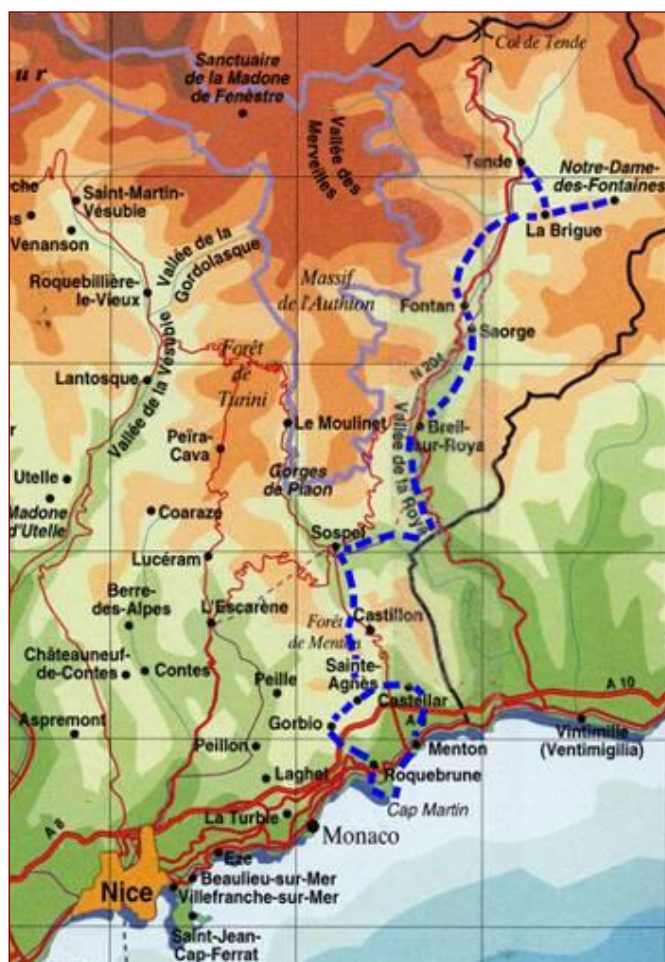 Col de Tende
u r
Sanctuaire
de la Madone
de Fenèstre
Vallée des
Merveilles
Tende
Notre-Dame-
des-Fontaines
La Brigue
che
Saint-Martin-
Vésubie
ns
Venanson
Vallée de la
Gordolasque
Roquebillière-
le-Vieux
Massif
de l'Authion
Fontan
Saorge
N 204
Forêt
de
Turini
Lantosque
Vallée de la Vésubie
Le Moulinet
Breil-
sur-Roya
Vallée de la Roya
Peïra-
Cava
Gorges
de Piaon
Utelle
Madone
d'Utelle
Coaraze
Sospel
Lucéram
Berre-
des-Alpes
L'Escarène
Castillon
Forêt
de Menton
Châteauneuf-
de-Contes
Contes
Peille
Sainte-
Agnès
Castellar
A 10
Aspremont
Gorbio
A
Peillon
Menton
Vintimille
(Ventimigilia)
Laghet
Roquebrune
Cap Martin
La Turbie
A 8
Monaco
Eze
Nice
Beaulieu-sur-Mer
Villefranche-sur-Mer
Saint-Jean-
Cap-Ferrat